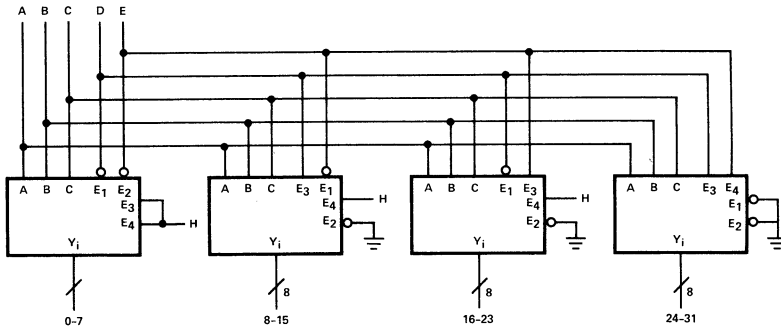 A B C D E
A B C E1 E2 E3 E4 H Yi 0-7
A B C E3 E1 E4 H E2 Yi 8 8-15
A B C E1 E3 E4 H E2 Yi 8 16-23
A B C E3 E4 E1 E2 Yi 8 24-31